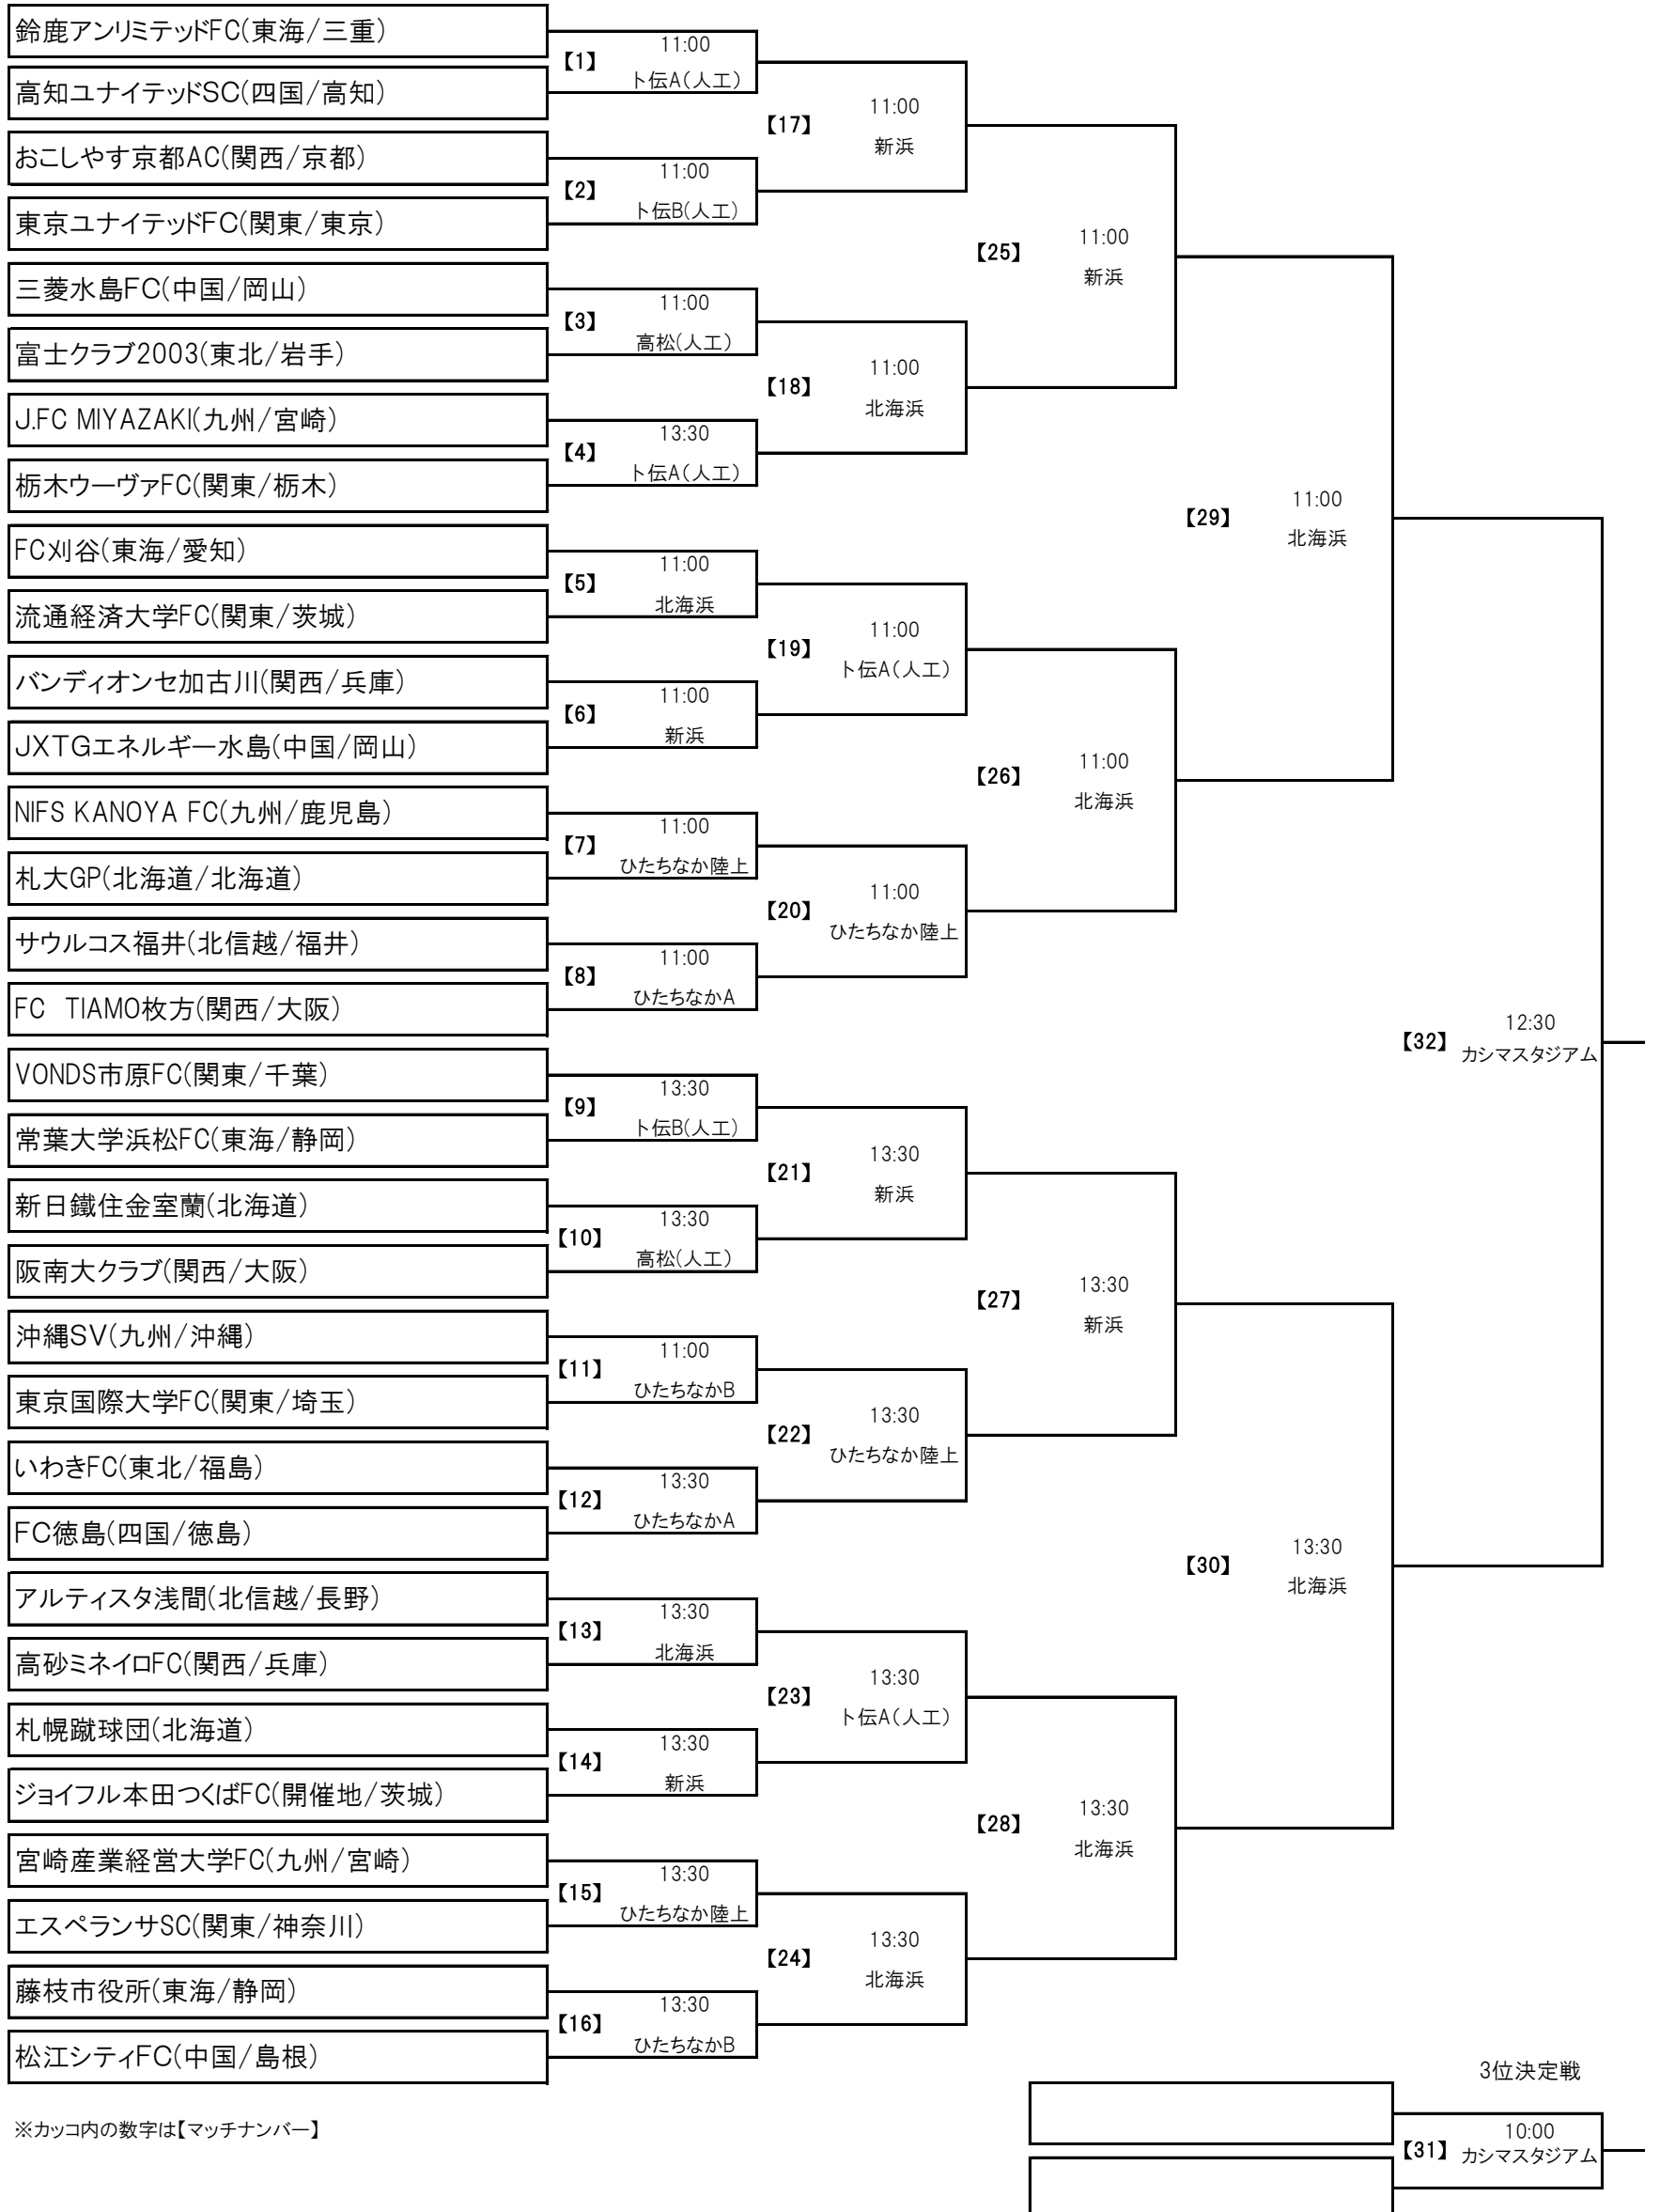 鈴鹿アンリミテッドFC(東海/三重)
【1】 11:00
ト伝A(人工)
高知ユナイテッドSC(四国/高知)
【17】 11:00
新浜
おこしやす京都AC(関西/京都)
【2】 11:00
ト伝B(人工)
東京ユナイテッドFC(関東/東京)
【25】 11:00
新浜
三菱水島FC(中国/岡山)
【3】 11:00
高松(人工)
富士クラブ2003(東北/岩手)
【18】 11:00
北海浜
J.FC MIYAZAKI(九州/宮崎)
【4】 13:30
ト伝A(人工)
栃木ウーヴァFC(関東/栃木)
【29】 11:00
北海浜
FC刈谷(東海/愛知)
【5】 11:00
北海浜
流通経済大学FC(関東/茨城)
【19】 11:00
ト伝A(人工)
バンディオンセ加古川(関西/兵庫)
【6】 11:00
新浜
JXTGエネルギー水島(中国/岡山)
【26】 11:00
北海浜
NIFS KANOYA FC(九州/鹿児島)
【7】 11:00
ひたちなか陸上
札大GP(北海道/北海道)
【20】 11:00
ひたちなか陸上
サウルコス福井(北信越/福井)
【8】 11:00
ひたちなかA
FC TIAMO枚方(関西/大阪)
【32】 12:30
カシマスタジアム
VONDS市原FC(関東/千葉)
【9】 13:30
ト伝B(人工)
常葉大学浜松FC(東海/静岡)
【21】 13:30
新浜
新日鐵住金室蘭(北海道)
【10】 13:30
高松(人工)
阪南大クラブ(関西/大阪)
【27】 13:30
新浜
沖縄SV(九州/沖縄)
【11】 11:00
ひたちなかB
東京国際大学FC(関東/埼玉)
【22】 13:30
ひたちなか陸上
いわきFC(東北/福島)
【12】 13:30
ひたちなかA
FC徳島(四国/徳島)
【30】 13:30
北海浜
アルティスタ浅間(北信越/長野)
【13】 13:30
北海浜
高砂ミネイロFC(関西/兵庫)
【23】 13:30
ト伝A(人工)
札幌蹴球団(北海道)
【14】 13:30
新浜
ジョイフル本田つくばFC(開催地/茨城)
【28】 13:30
北海浜
宮崎産業経営大学FC(九州/宮崎)
【15】 13:30
ひたちなか陸上
エスペランサSC(関東/神奈川)
【24】 13:30
北海浜
藤枝市役所(東海/静岡)
【16】 13:30
ひたちなかB
松江シティFC(中国/島根)
3位決定戦
※カッコ内の数字は【マッチナンバー】
【31】 10:00
カシマスタジアム